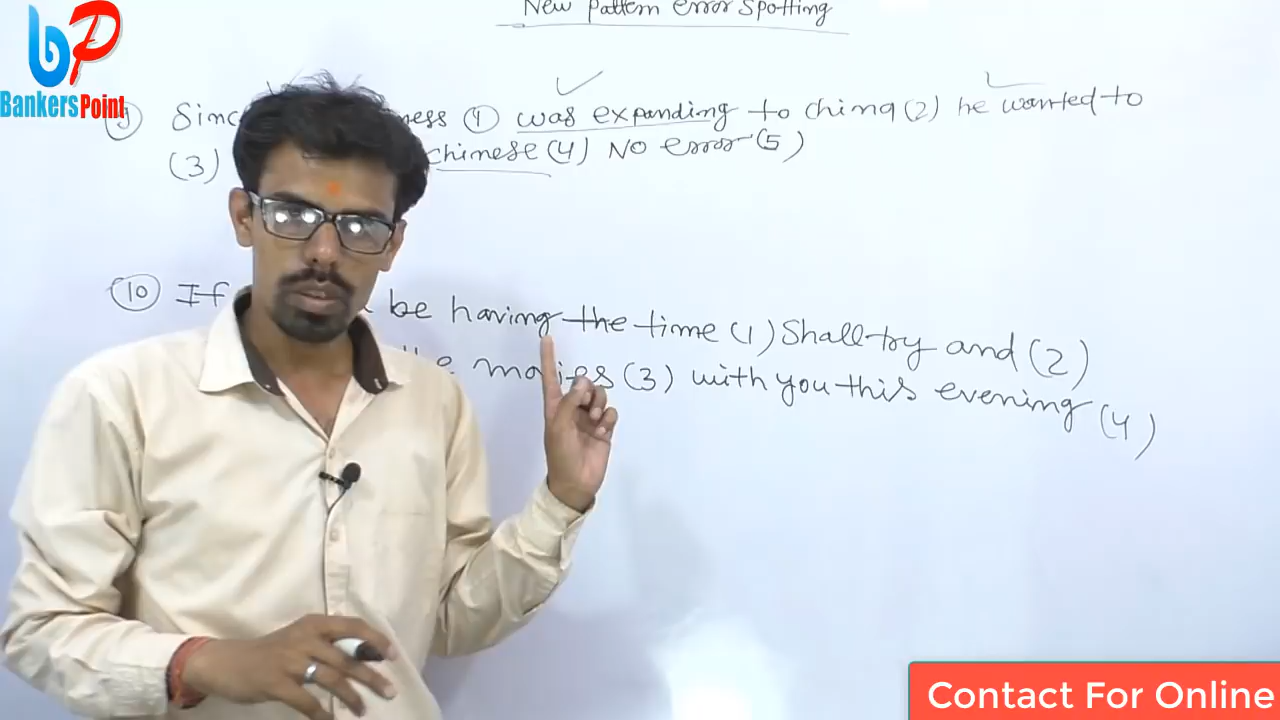 New Pattern Error Spotting
bp
BankersPoint
9) Sinc ness (1) was expanding to china (2) he wanted to
(3) chinese (4) No error (5)
(10) If be having the time (1) Shall try and (2)
the movies (3) with you this evening (4)
Contact For Online